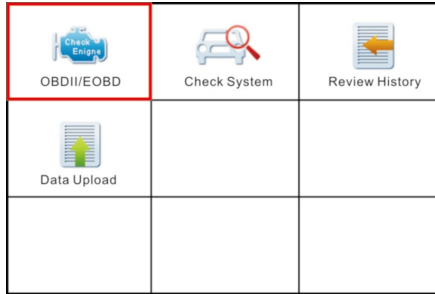 Check
Enigne
OBDII/EOBD
Check System
Review History
Data Upload